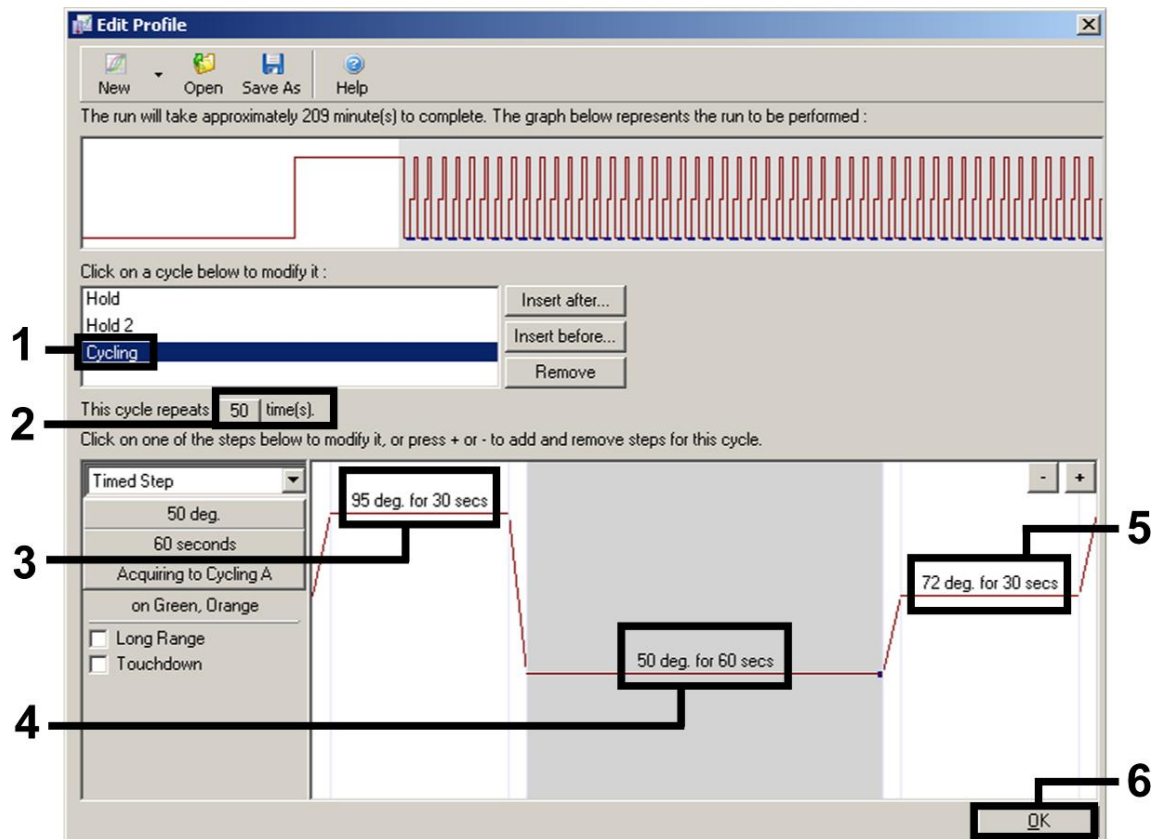 Edit Profile
New Open Save As Help
The run will take approximately 209 minute(s) to complete. The graph below represents the run to be performed :
Click on a cycle below to modify it :
Hold
Insert after...
Hold 2
Insert before...
1
Cycling
Remove
2
This cycle repeats 50 time(s).
Click on one of the steps below to modify it, or press + or - to add and remove steps for this cycle.
Timed Step
- +
50 deg.
60 seconds
Acquiring to Cycling A
on Green, Orange
Long Range
Touchdown
95 deg. for 30 secs
3
50 deg. for 60 secs
4
72 deg. for 30 secs
5
6
OK